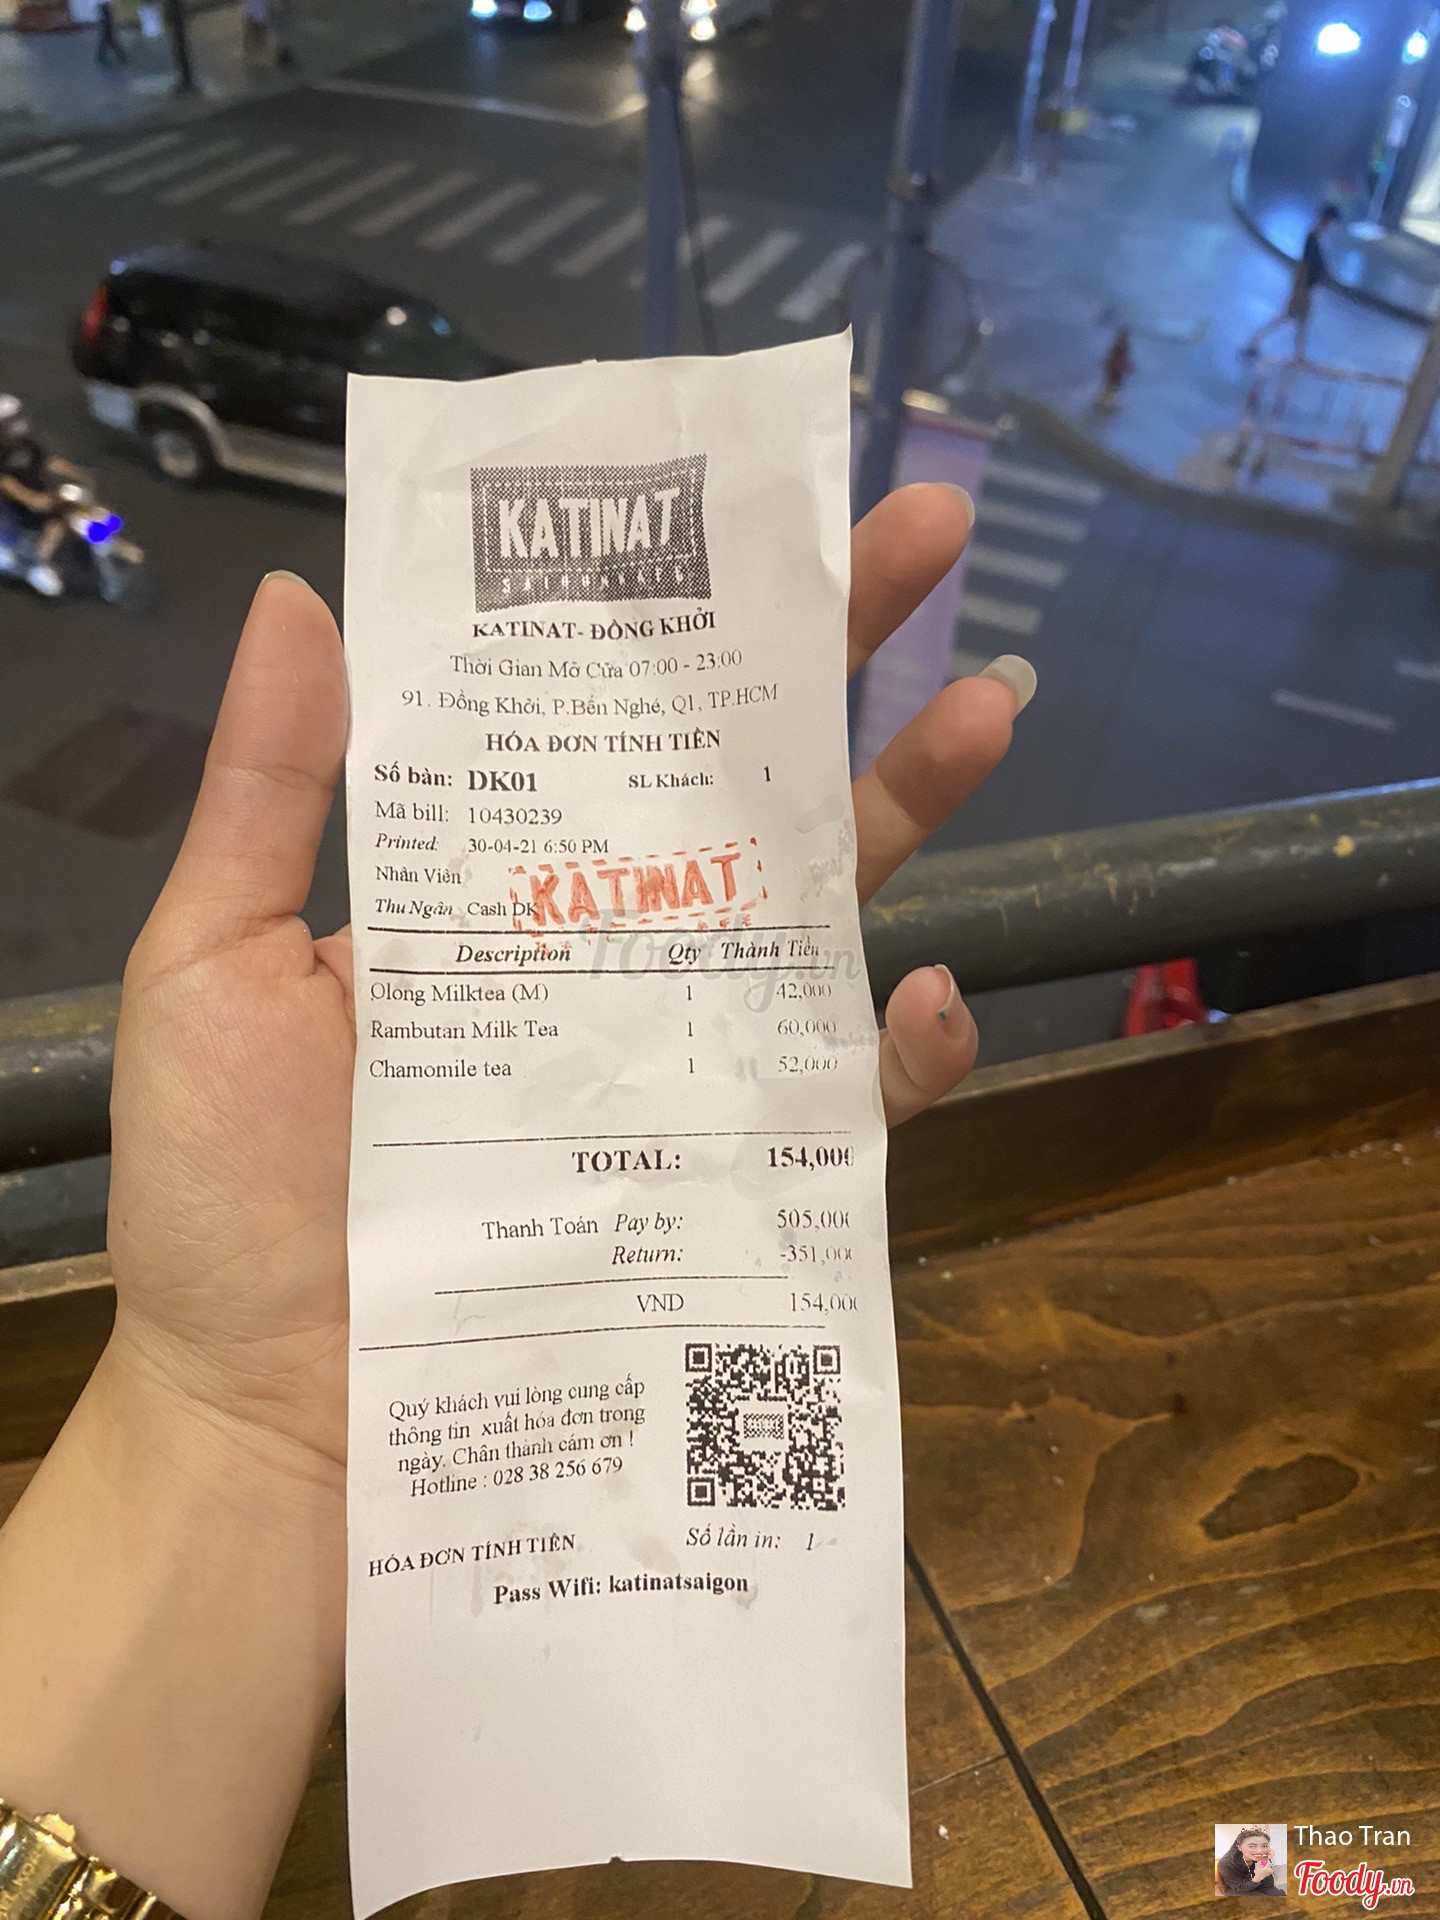 KATINAT
SAIGON KAFE
KATINAT- ĐỒNG KHỞI
Thời Gian Mở Cửa 07:00 - 23:00
91. Đồng Khởi, P.Bến Nghé, Q1, TP.HCM
HÓA ĐƠN TÍNH TIỀN
Số bàn: DK01 SL Khách: 1
Mã bill: 10430239
Printed: 30-04-21 6:50 PM
Nhân Viên
Thu Ngân Cash DK
KATINAT
Foody.vn
Description Qty Thành Tiền
Olong Milktea (M) 1 42,000
Rambutan Milk Tea 1 60,000
Chamomile tea 1 52,000
TOTAL: 154,000
Thanh Toán Pay by: 505,000
Return: -351,000
VND 154,000
Quý khách vui lòng cung cấp
thông tin xuất hóa đơn trong
ngày. Chân thành cám ơn !
Hotline : 028 38 256 679
HÓA ĐƠN TÍNH TIỀN
Số lần in: 1
Pass Wifi: katinatsaigon
Thao Tran
Foody.vn